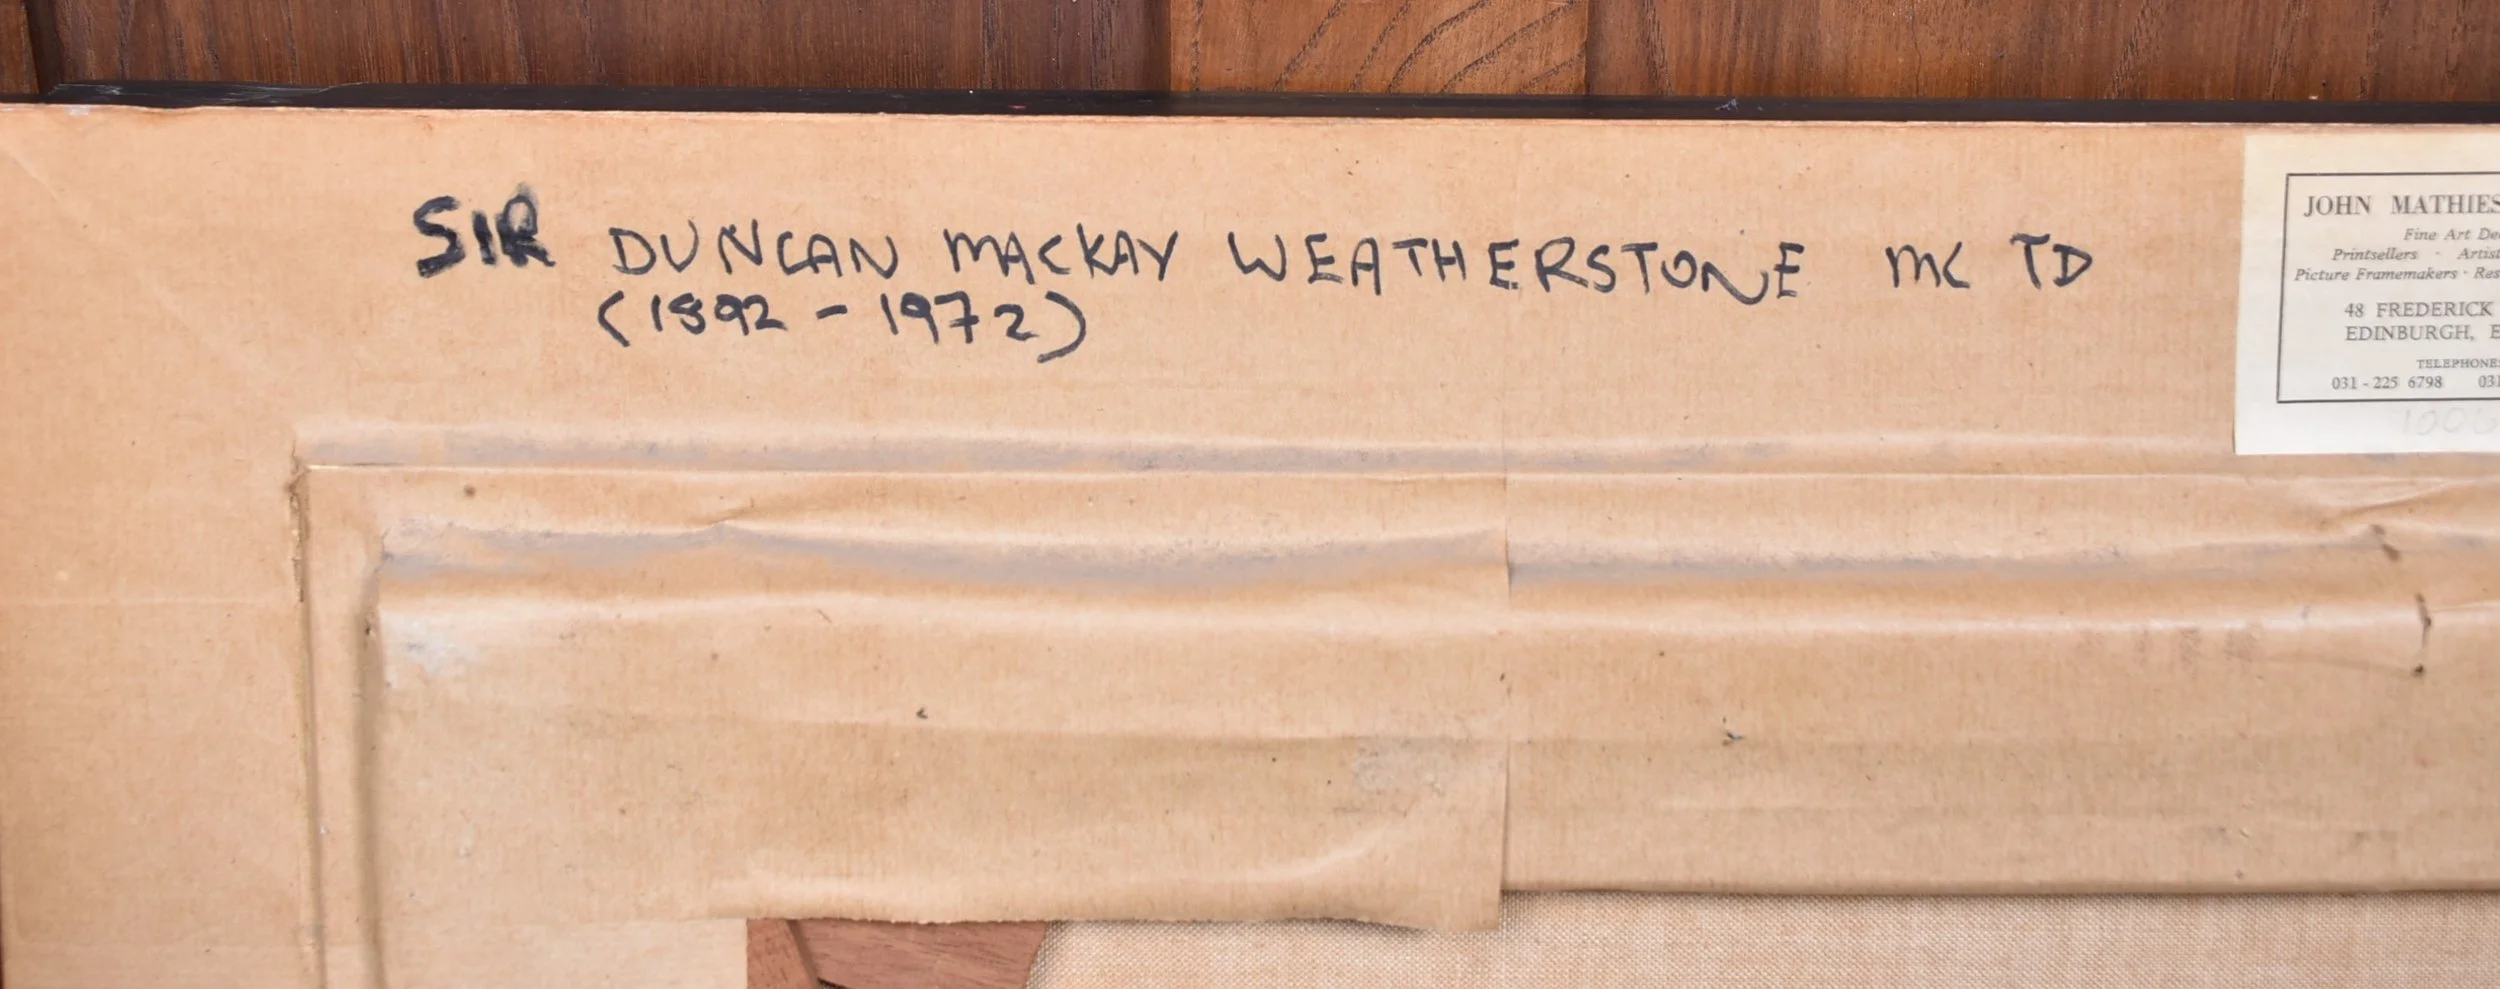 SIR DUNCAN MACKAY WEATHERSTONE MC TD
(1892 - 1972)
JOHN MATHIES
Fine Art De
Printsellers · Artist
Picture Framemakers · Res
48 FREDERICK
EDINBURGH, E
TELEPHONE:
031 - 225 6798 031